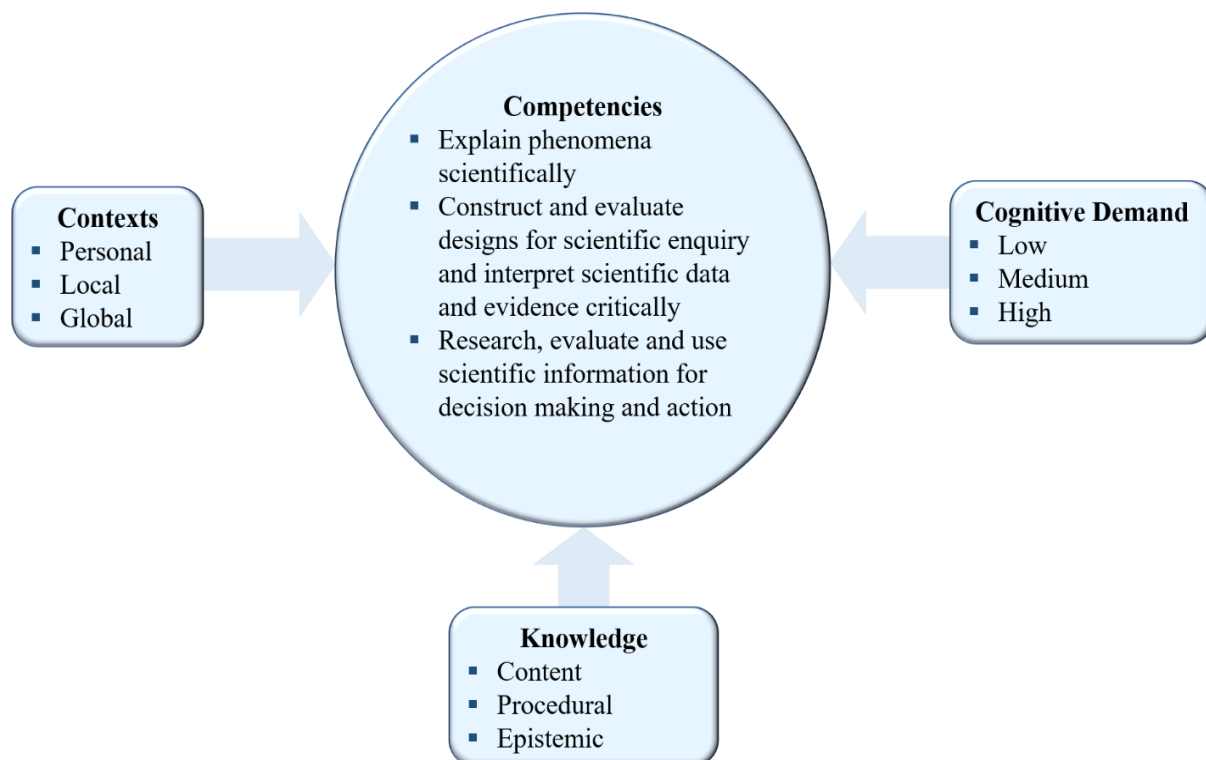 Competencies
▪ Explain phenomena
scientifically
▪ Construct and evaluate
designs for scientific enquiry
and interpret scientific data
and evidence critically
▪ Research, evaluate and use
scientific information for
decision making and action
Contexts
▪ Personal
▪ Local
▪ Global
Cognitive Demand
▪ Low
▪ Medium
▪ High
Knowledge
▪ Content
▪ Procedural
▪ Epistemic